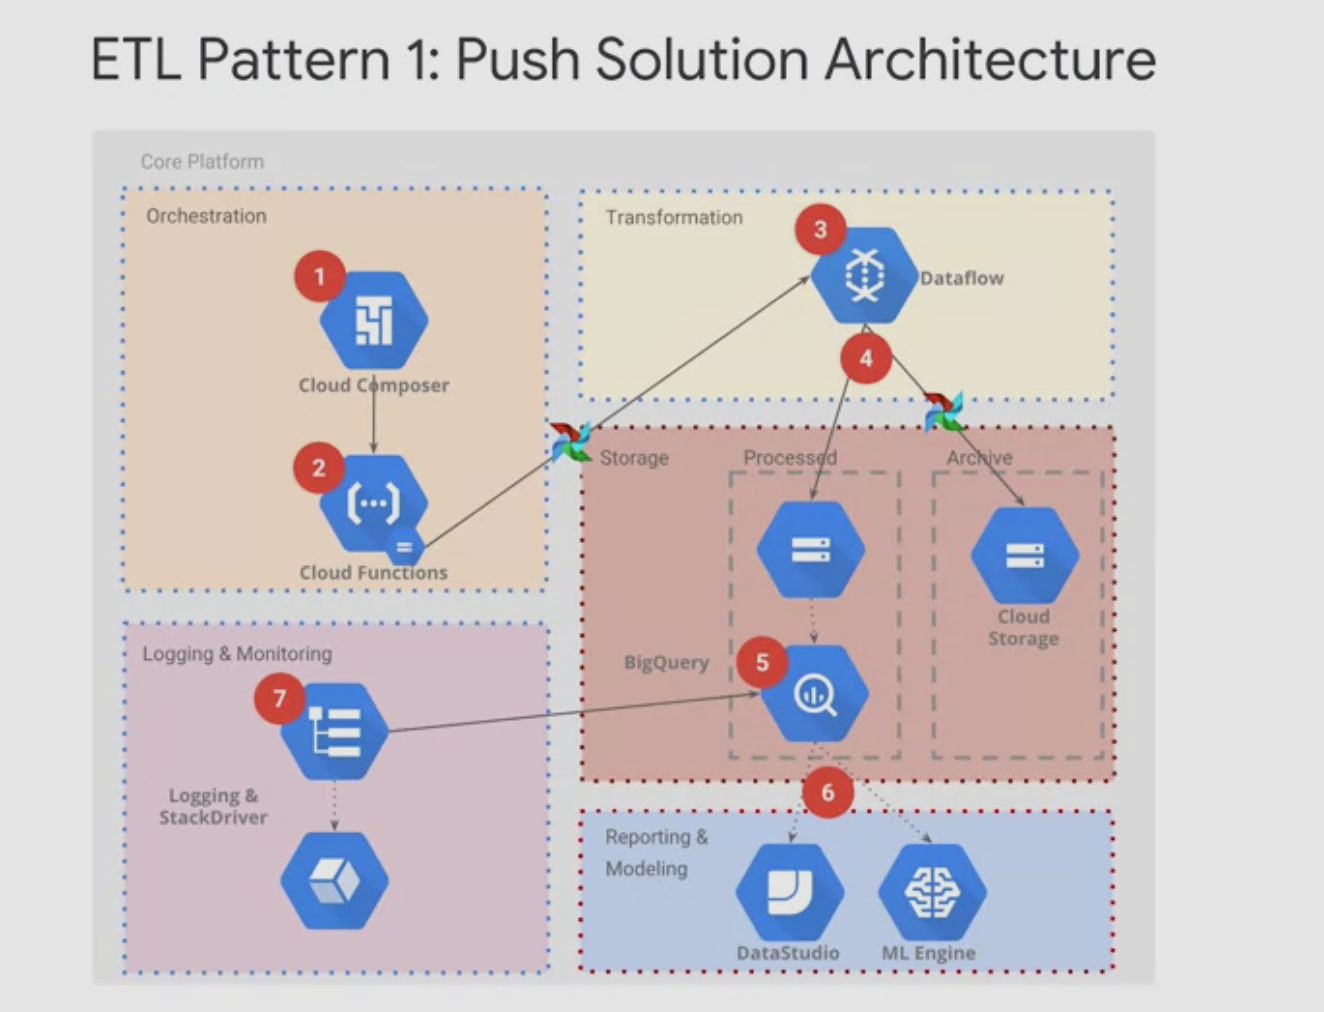 ETL Pattern 1: Push Solution Architecture
Core Platform
Orchestration
1
Cloud Composer
2
Cloud Functions
Transformation
3
Dataflow
4
Storage
Processed
Archive
Cloud
Storage
BigQuery
5
Logging & Monitoring
7
Logging &
StackDriver
6
Reporting &
Modeling
DataStudio
ML Engine